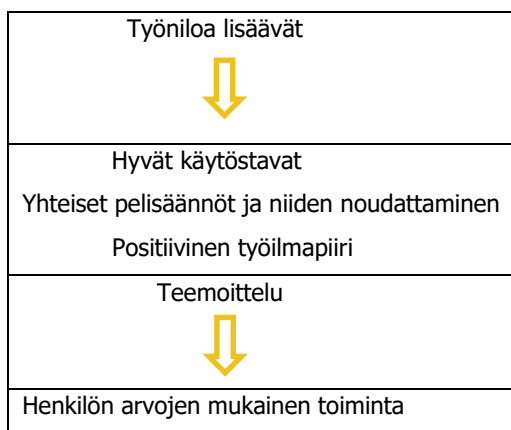 Työniloa lisäävät
Hyvät käytöstavat
Yhteiset pelisäännöt ja niiden noudattaminen
Positiivinen työilmapiiri
Teemoittelu
Henkilön arvojen mukainen toiminta